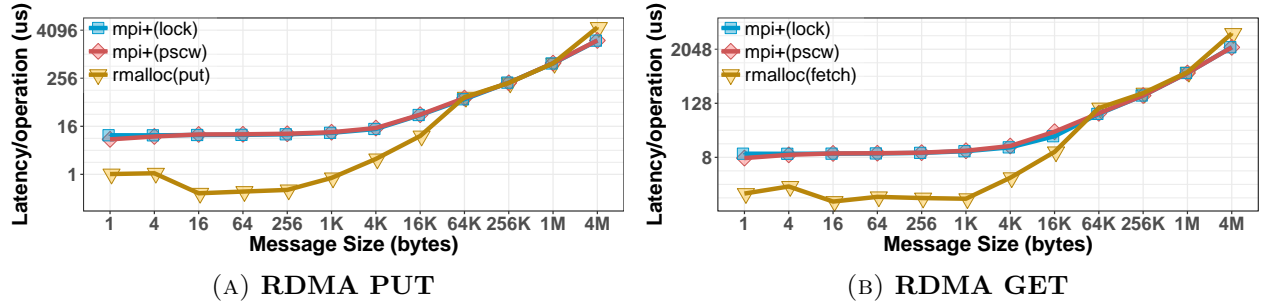 Latency/operation (us)
4096
256
16
1
mpi+(lock)
mpi+(pscw)
rmalloc(put)
1 4 16 64 256 1K 4K 16K 64K 256K 1M 4M
Message Size (bytes)
(A) RDMA PUT
Latency/operation (us)
2048
128
8
mpi+(lock)
mpi+(pscw)
rmalloc(fetch)
1 4 16 64 256 1K 4K 16K 64K 256K 1M 4M
Message Size (bytes)
(B) RDMA GET